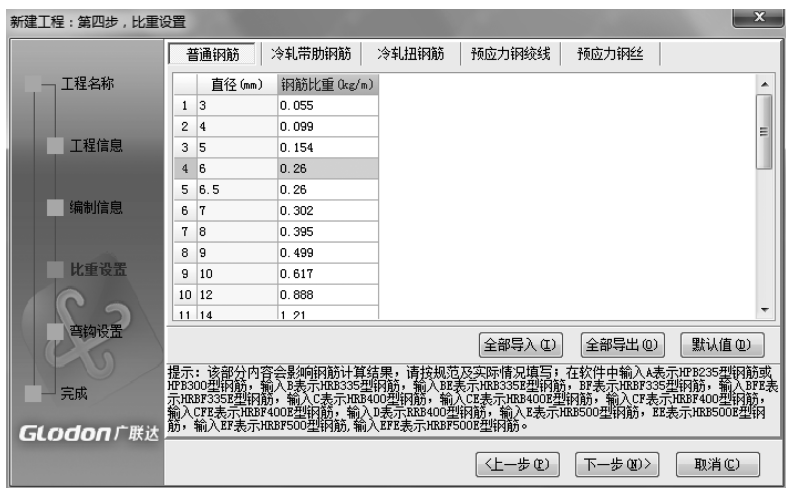 新建工程：第四步，比重设置
普通钢筋 冷轧带肋钢筋 冷轧扭钢筋 预应力钢绞线 预应力钢丝
工程名称
工程信息
编制信息
比重设置
弯钩设置
完成
直径(mm) 钢筋比重(kg/m)
1 3 0.055
2 4 0.099
3 5 0.154
4 6 0.26
5 6.5 0.26
6 7 0.302
7 8 0.395
8 9 0.499
9 10 0.617
10 12 0.888
11 14 1.21
全部导入(I) 全部导出(O) 默认值(D)
提示：该部分内容会影响钢筋计算结果，请按规范及实际情况填写；在软件中输入A表示HPB235型钢筋或
HPB300型钢筋，输入B表示HRB335型钢筋，输入BE表示HRB335E型钢筋，BF表示HRBF335型钢筋，输入BFE表
示HRBF335E型钢筋，输入C表示HRB400型钢筋，输入CE表示HRB400E型钢筋，输入CF表示HRBF400型钢筋，
输入CFE表示HRBF400E型钢筋，输入D表示RRB400型钢筋，输入E表示HRB500型钢筋，EE表示HRB500E型钢
筋，输入EF表示HRBF500型钢筋,输入EFE表示HRBF500E型钢筋。
GLodon广联达
<上一步(P) 下一步(N)> 取消(C)